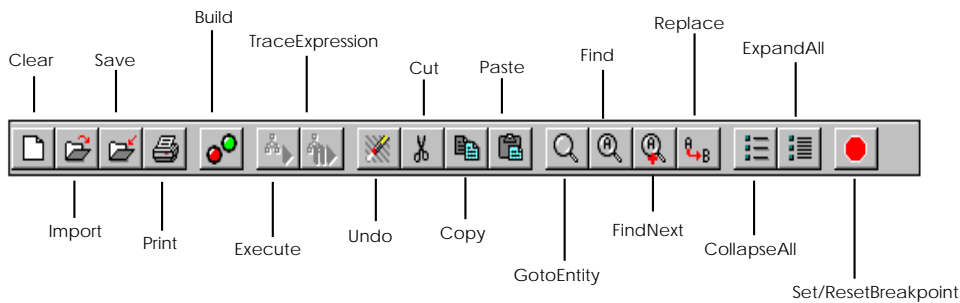 Build
Replace
TraceExpression
ExpandAll
Clear
Save
Find
Cut
Paste
A
A
A
B
Import
Print
Execute
Undo
Copy
FindNext
CollapseAll
GotoEntity
Set/ResetBreakpoint